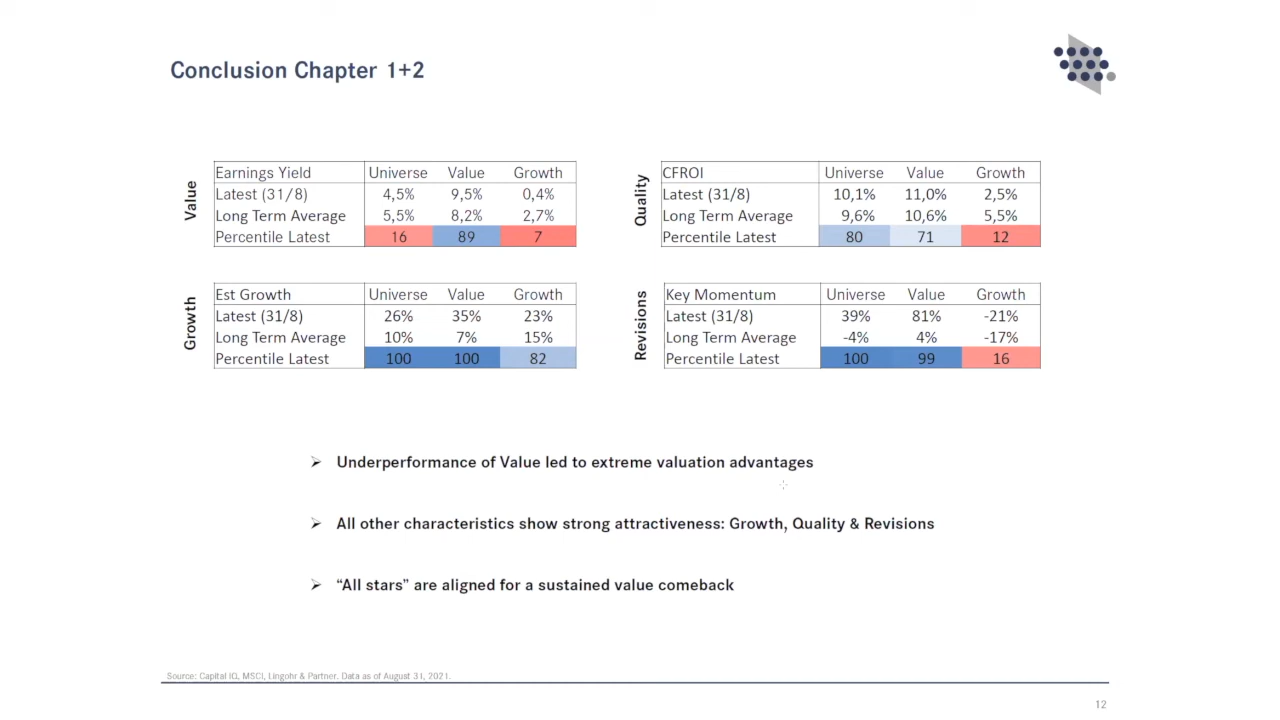 Conclusion Chapter 1+2
Value
Earnings Yield Universe Value Growth
Latest (31/8) 4,5% 9,5% 0,4%
Long Term Average 5,5% 8,2% 2,7%
Percentile Latest 16 89 7
Quality
CFROI Universe Value Growth
Latest (31/8) 10,1% 11,0% 2,5%
Long Term Average 9,6% 10,6% 5,5%
Percentile Latest 80 71 12
Growth
Est Growth Universe Value Growth
Latest (31/8) 26% 35% 23%
Long Term Average 10% 7% 15%
Percentile Latest 100 100 82
Revisions
Key Momentum Universe Value Growth
Latest (31/8) 39% 81% -21%
Long Term Average -4% 4% -17%
Percentile Latest 100 99 16
➢ Underperformance of Value led to extreme valuation advantages
➢ All other characteristics show strong attractiveness: Growth, Quality & Revisions
➢ “All stars” are aligned for a sustained value comeback
Source: Capital IQ, MSCI, Lingohr & Partner. Data as of August 31, 2021.
12